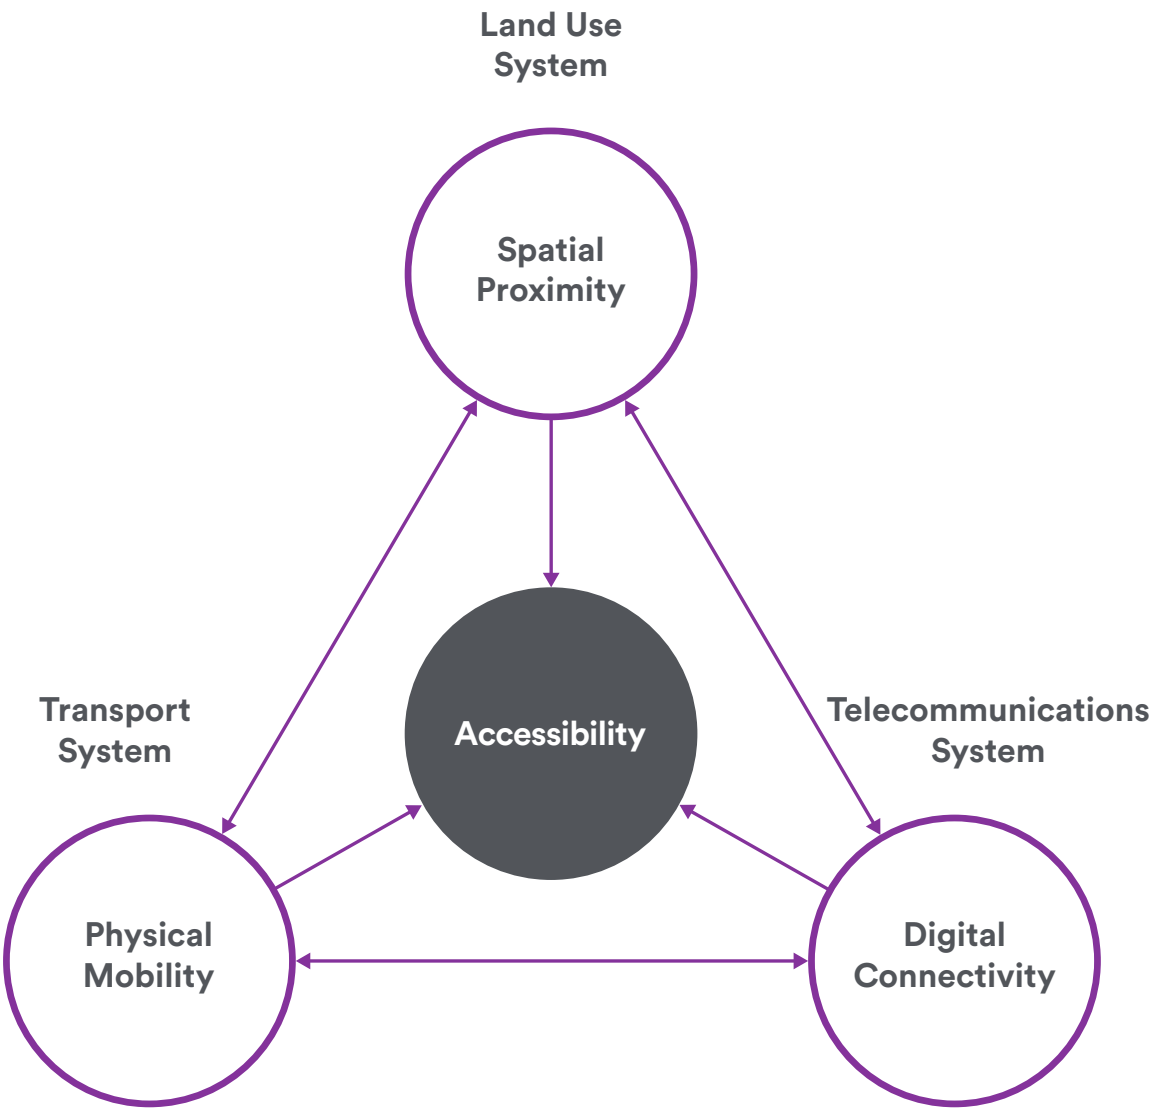 Land Use
System
Spatial
Proximity
Transport
System
Telecommunications
System
Accessibility
Physical
Mobility
Digital
Connectivity